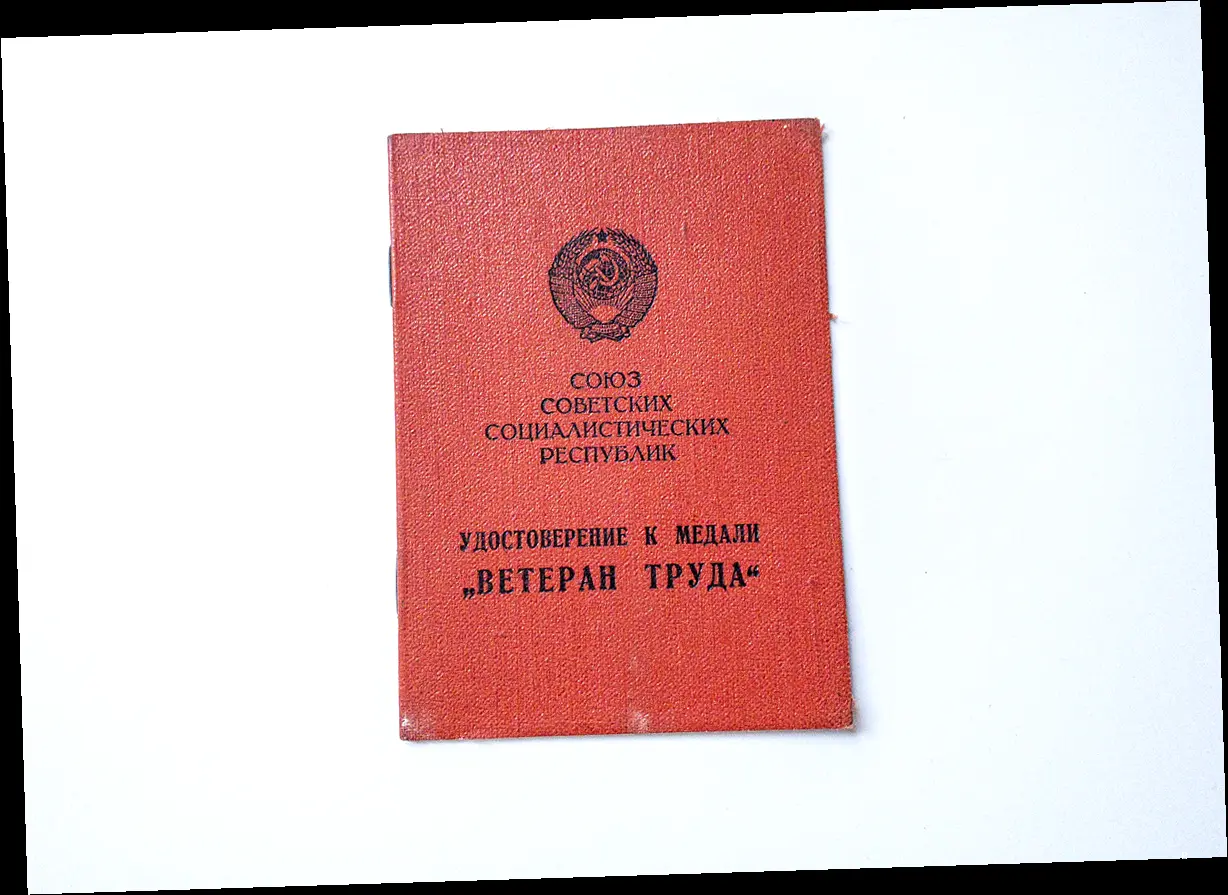 СОЮЗ
СОВЕТСКИХ
СОЦИАЛИСТИЧЕСКИХ
РЕСПУБЛИК
УДОСТОВЕРЕНИЕ К МЕДАЛИ
„ВЕТЕРАН ТРУДА“